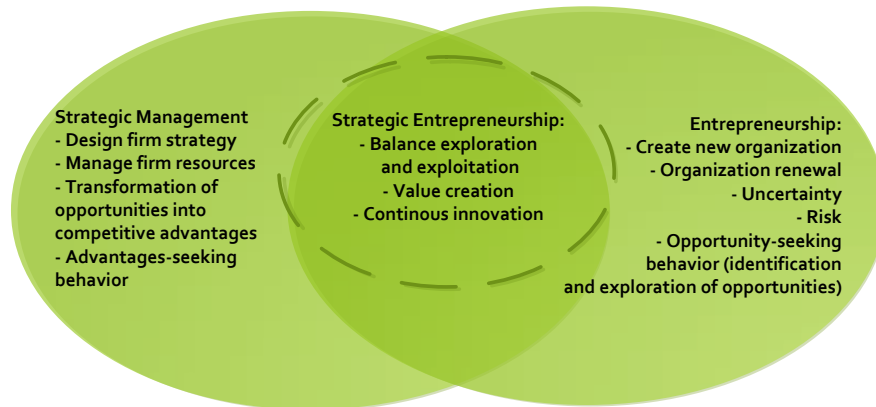 Strategic Management
- Design firm strategy
- Manage firm resources
- Transformation of
opportunities into
competitive advantages
- Advantages-seeking
behavior
Strategic Entrepreneurship:
- Balance exploration
and exploitation
- Value creation
- Continous innovation
Entrepreneurship:
- Create new organization
- Organization renewal
- Uncertainty
- Risk
- Opportunity-seeking
behavior (identification
and exploration of opportunities)